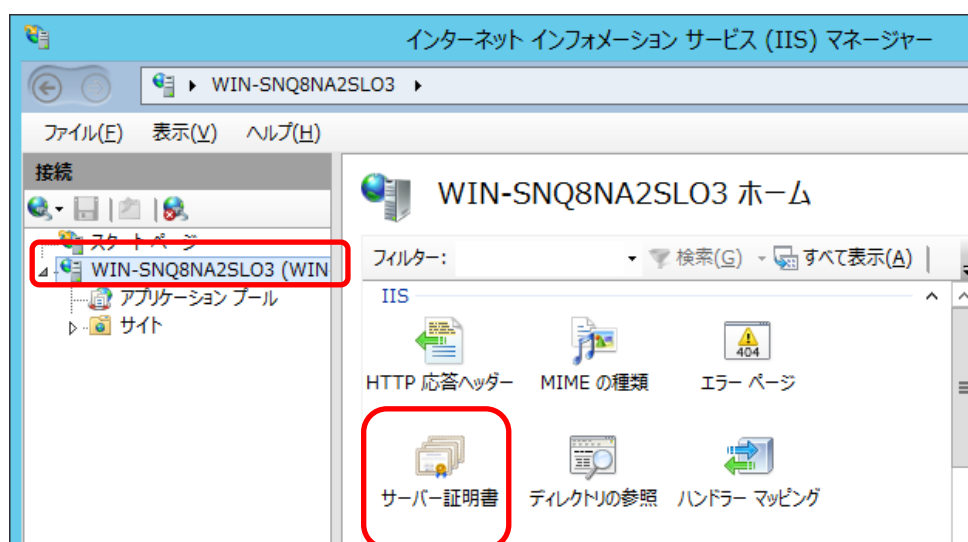 インターネット インフォメーション サービス (IIS) マネージャー
WIN-SNQ8NA2SLO3
ファイル(F) 表示(V) ヘルプ(H)
接続
スタート ページ
WIN-SNQ8NA2SLO3 (WIN
アプリケーション プール
サイト
WIN-SNQ8NA2SLO3 ホーム
フィルター: 検索(G) すべて表示(A)
IIS
HTTP 応答ヘッダー MIME の種類 エラー ページ
404
サーバー証明書 ディレクトリの参照 ハンドラー マッピング